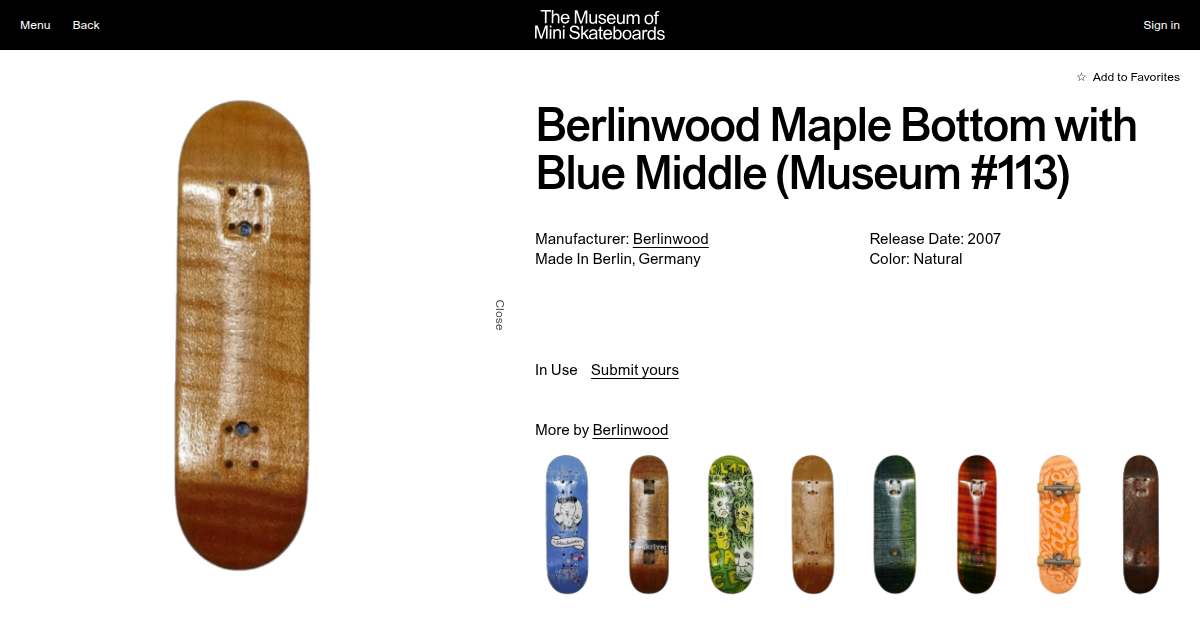 Menu
Back
The Museum of
Mini Skateboards
Sign in
☆ Add to Favorites
Berlinwood Maple Bottom with
Blue Middle (Museum #113)
Manufacturer: Berlinwood
Made In Berlin, Germany
Release Date: 2007
Color: Natural
Close
In Use Submit yours
More by Berlinwood